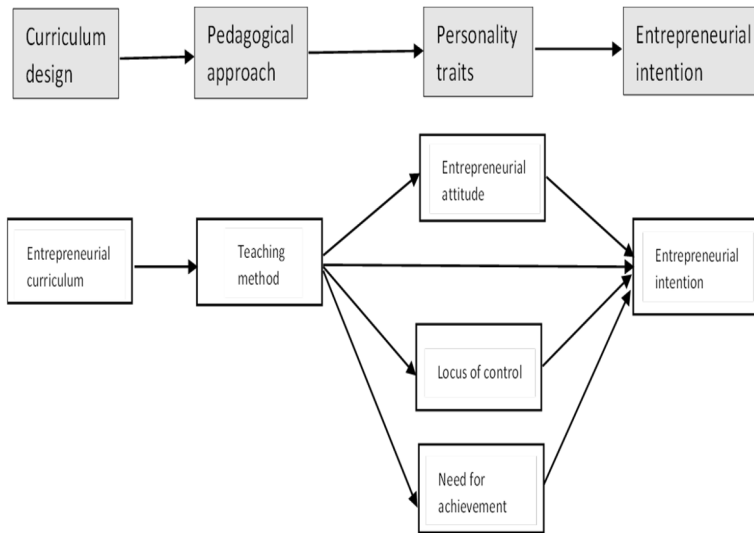 Curriculum
design
Pedagogical
approach
Personality
traits
Entrepreneurial
intention
Entrepreneurial
attitude
Entrepreneurial
curriculum
Teaching
method
Entrepreneurial
intention
Locus of control
Need for
achievement